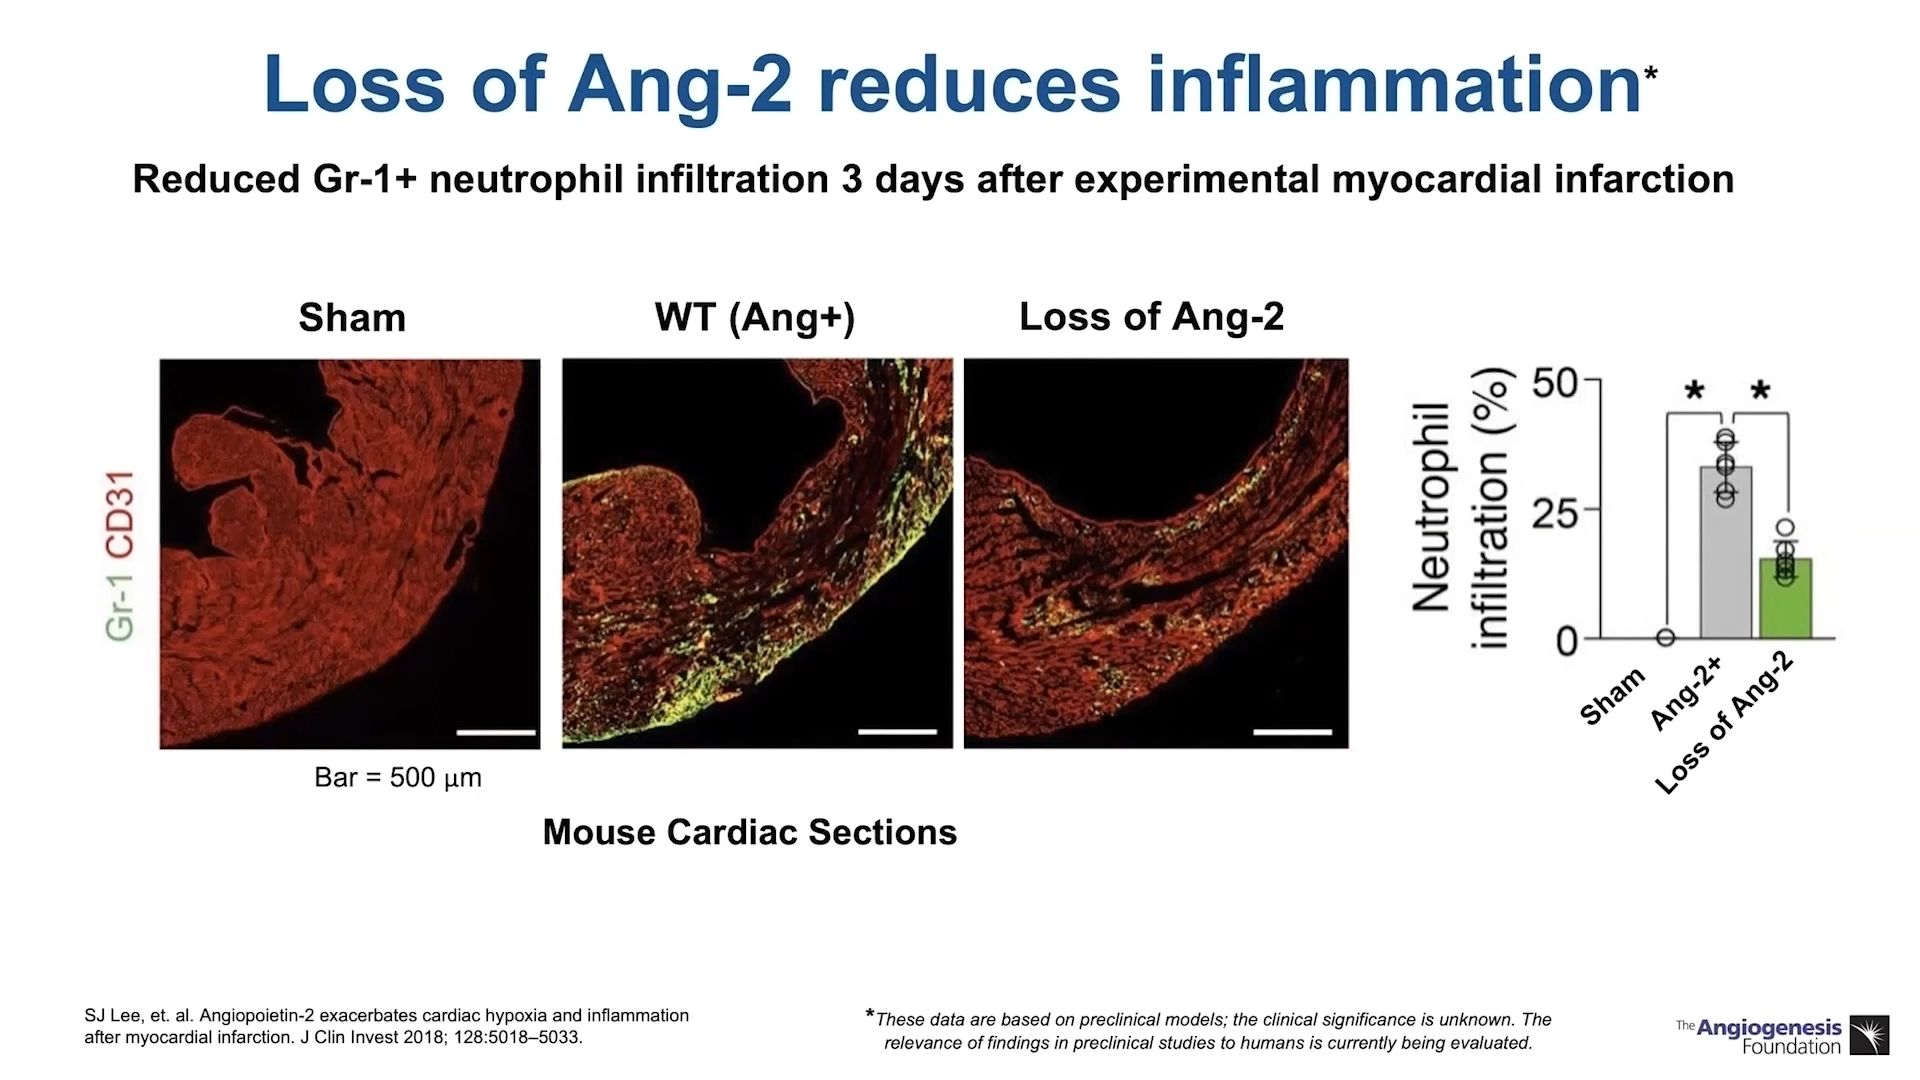 Loss of Ang-2 reduces inflammation*
Reduced Gr-1+ neutrophil infiltration 3 days after experimental myocardial infarction
Sham
WT (Ang+)
Loss of Ang-2
Gr-1 CD31
Bar = 500 μm
Mouse Cardiac Sections
Neutrophil
infiltration (%)
50
25
0
* *
Sham
Ang-2+
Loss of Ang-2
SJ Lee, et. al. Angiopoietin-2 exacerbates cardiac hypoxia and inflammation
after myocardial infarction. J Clin Invest 2018; 128:5018–5033.
*These data are based on preclinical models; the clinical significance is unknown. The
relevance of findings in preclinical studies to humans is currently being evaluated.
The Angiogenesis
Foundation